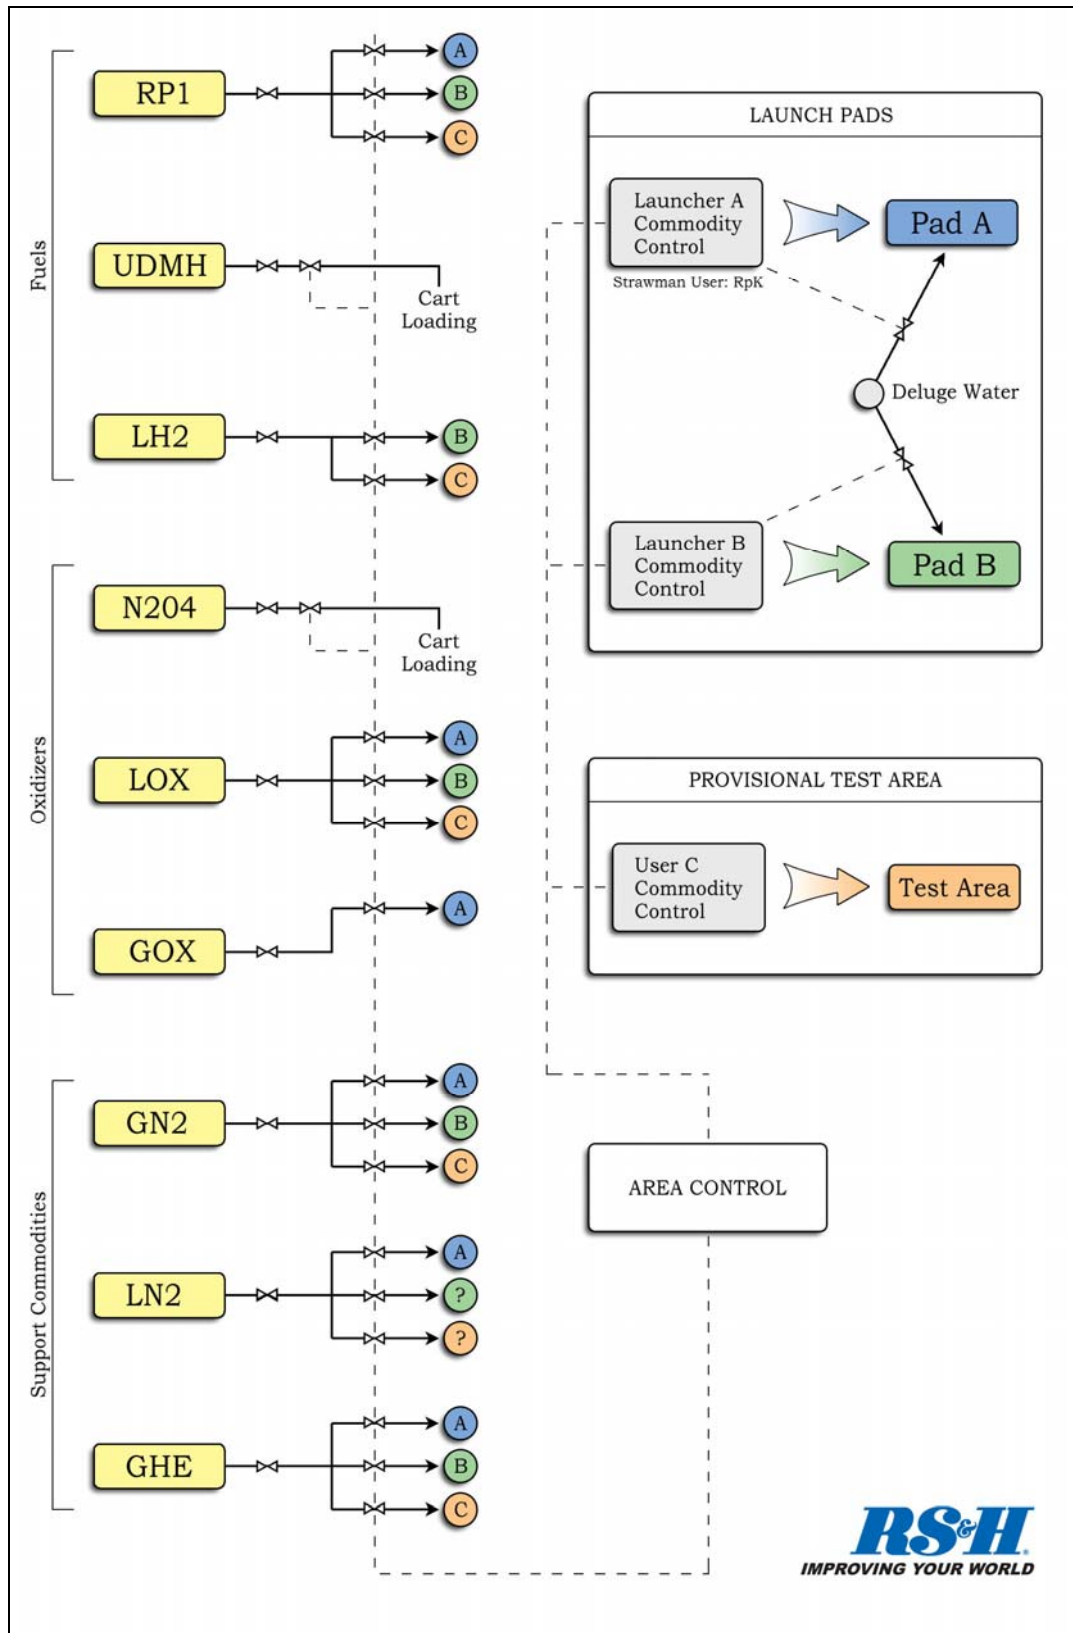 Fuels
RP1
A
B
C
UDMH
Cart
Loading
LH2
B
C
Oxidizers
N204
Cart
Loading
LOX
A
B
C
GOX
A
Support Commodities
GN2
A
B
C
LN2
A
?
?
GHE
A
B
C
LAUNCH PADS
Launcher A
Commodity
Control
Strawman User: RpK
Pad A
Deluge Water
Launcher B
Commodity
Control
Pad B
PROVISIONAL TEST AREA
User C
Commodity
Control
Test Area
AREA CONTROL
RS&H
IMPROVING YOUR WORLD